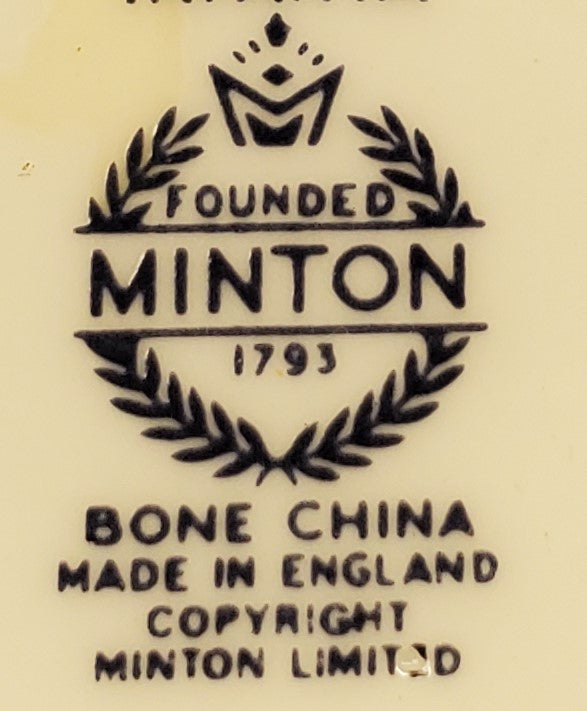 FOUNDED
MINTON
1793
BONE CHINA
MADE IN ENGLAND
COPYRIGHT
MINTON LIMITED